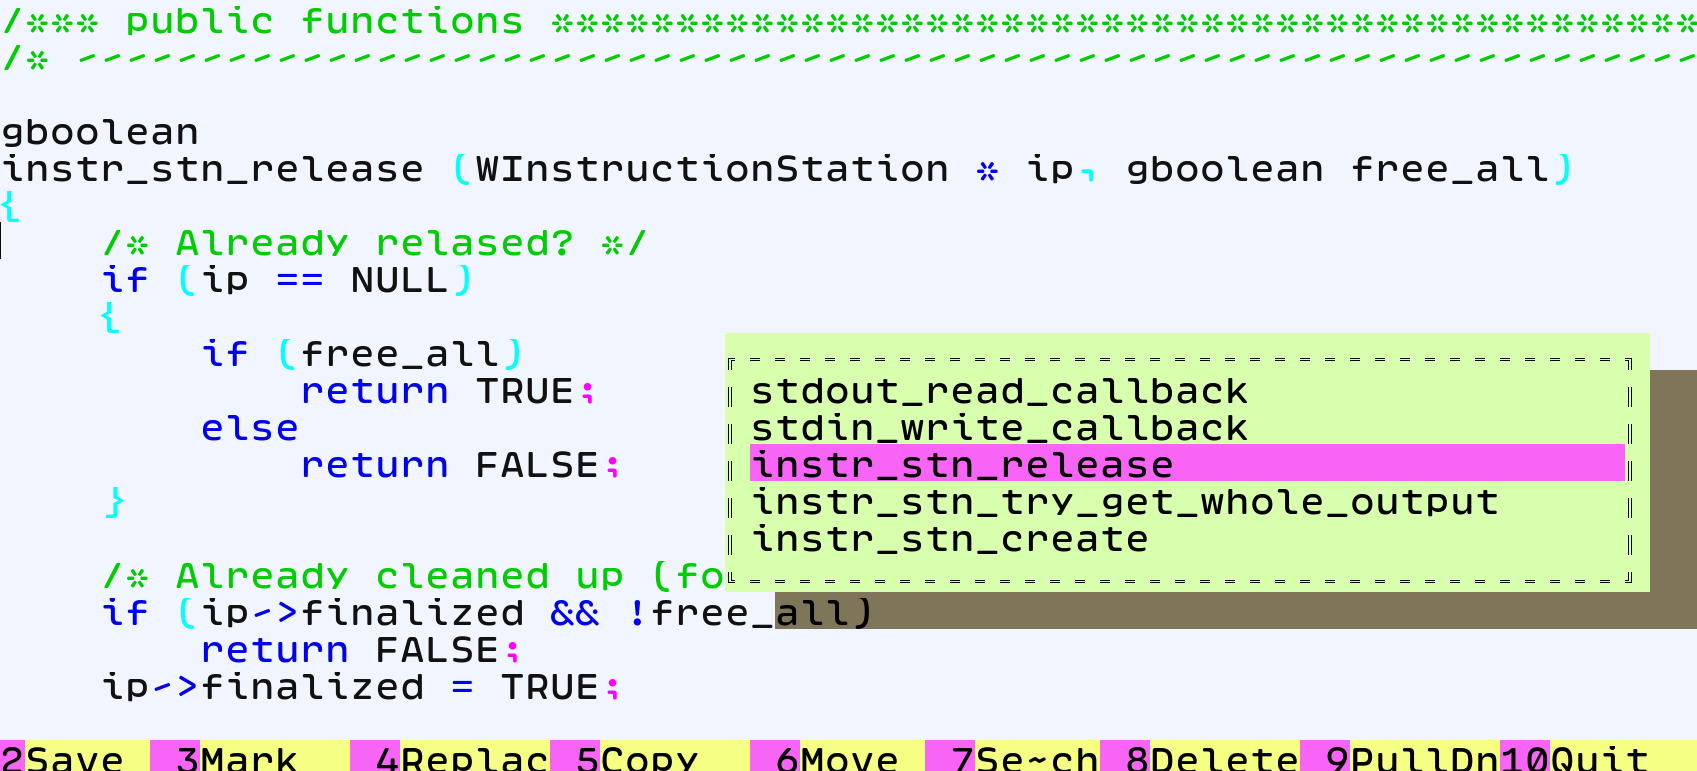 /*** public functions **********************************************
/* -----------------------------------------------------------------
gboolean
instr_stn_release (WInstructionStation * ip, gboolean free_all)
{
/* Already relased? */
if (ip == NULL)
{
if (free_all)
return TRUE;
else
return FALSE;
}
/* Already cleaned up (fo
if (ip->finalized && !free_all)
return FALSE;
ip->finalized = TRUE;
stdout_read_callback
stdin_write_callback
instr_stn_release
instr_stn_try_get_whole_output
instr_stn_create
2Save 3Mark 4Replac 5Copy 6Move 7Se~ch 8Delete 9PullDn10Quit